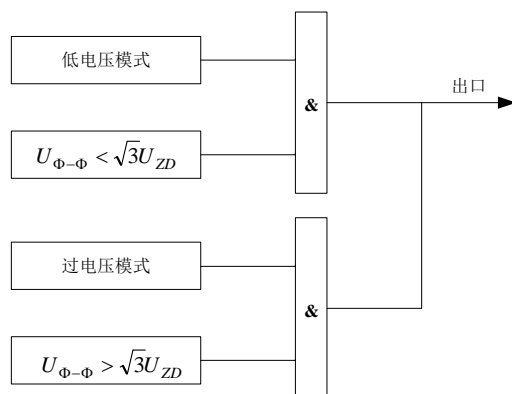 低电压模式
&
出口
U_{Φ−Φ} < √3U_{ZD}
过电压模式
&
U_{Φ−Φ} > √3U_{ZD}